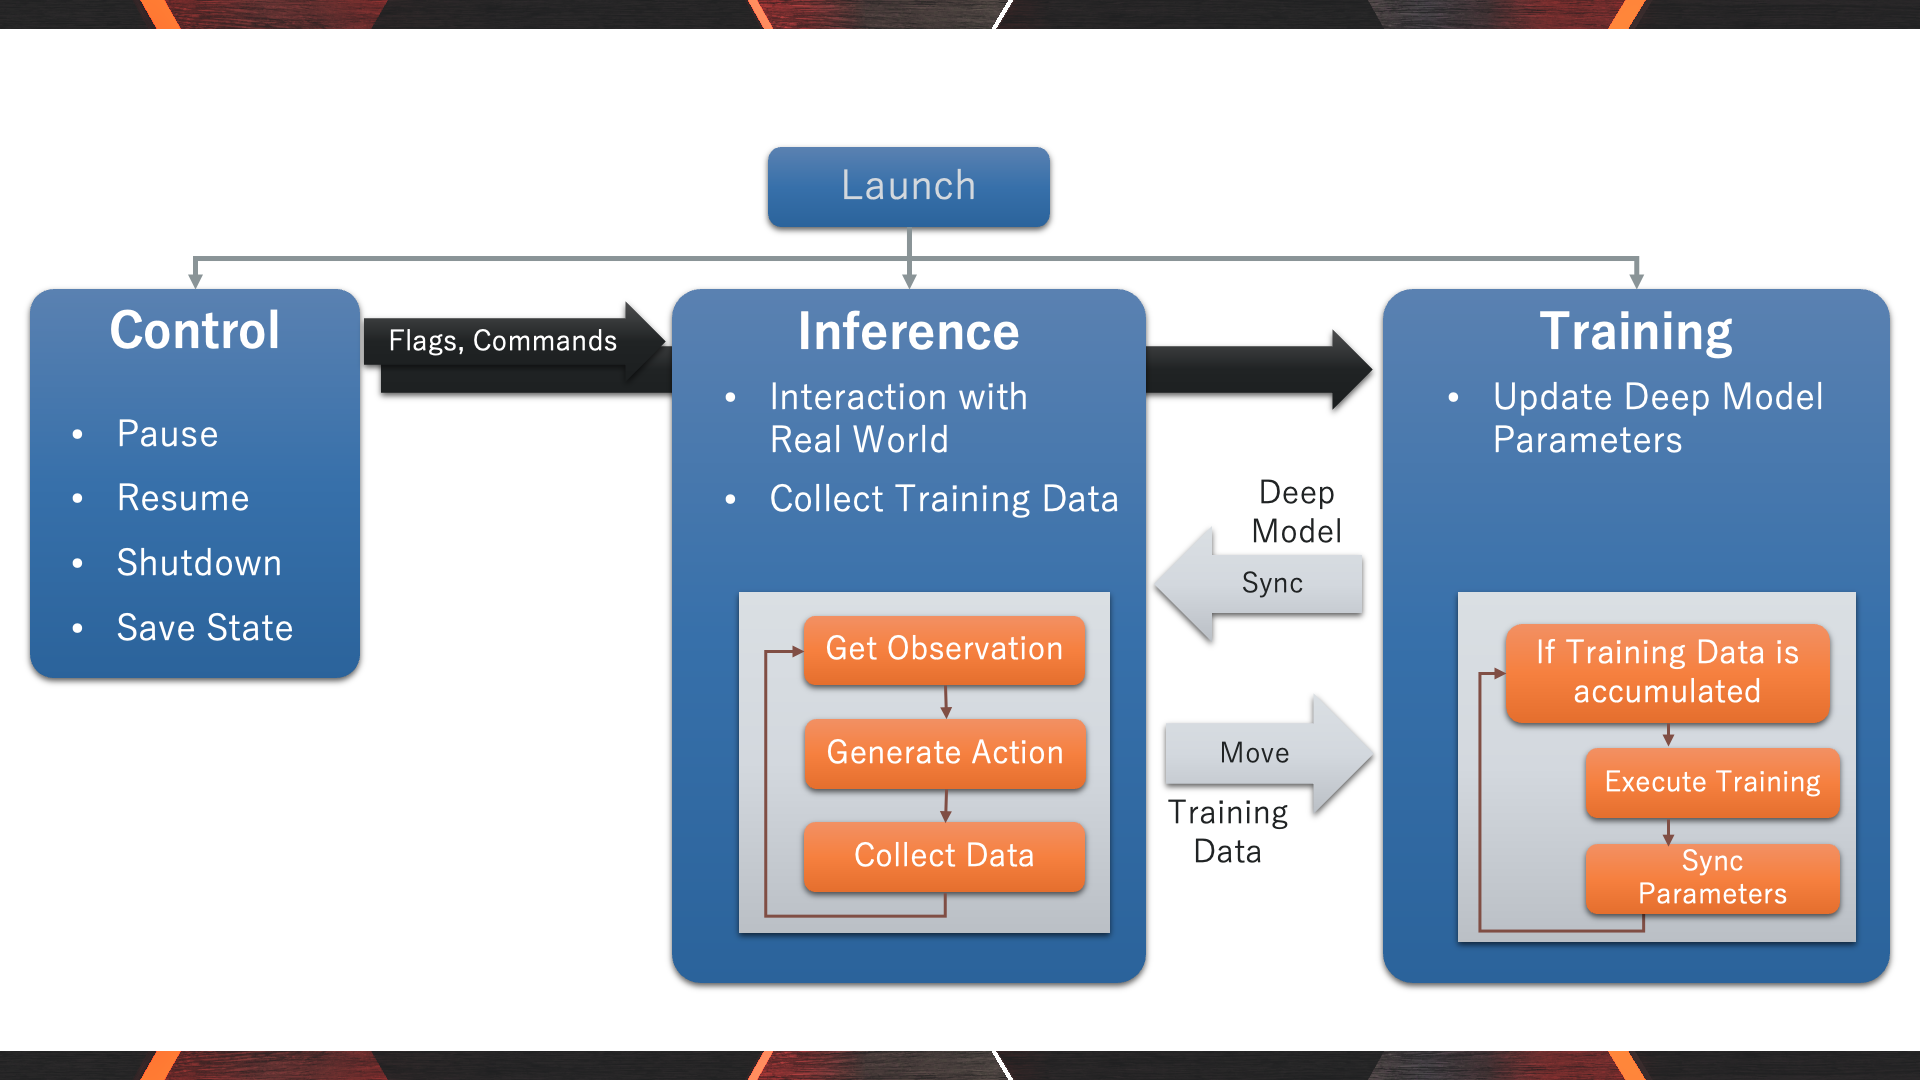 Launch
Control
• Pause
• Resume
• Shutdown
• Save State
Flags, Commands
Inference
• Interaction with
Real World
• Collect Training Data
Get Observation
Generate Action
Collect Data
Deep
Model
Sync
Move
Training
Data
Training
• Update Deep Model
Parameters
If Training Data is
accumulated
Execute Training
Sync
Parameters